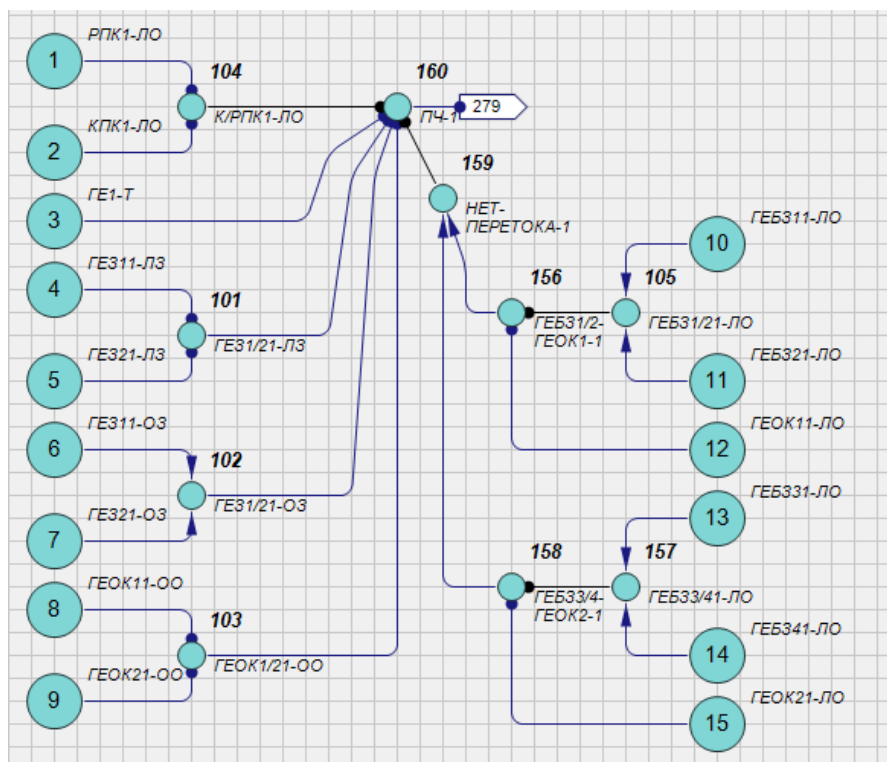 РПК1-ЛО
1
104
К/РПК1-ЛО
КПК1-ЛО
2
160
ПЧ-1
279
ГЕ1-Т
3
159
НЕТ-
ПЕРЕТОКА-1
ГЕ311-ЛЗ
4
101
ГЕ31/21-ЛЗ
ГЕ321-ЛЗ
5
ГЕ311-ОЗ
6
102
ГЕ31/21-ОЗ
ГЕ321-ОЗ
7
ГЕОК11-ОО
8
103
ГЕОК1/21-ОО
ГЕОК21-ОО
9
ГЕБ311-ЛО
10
156
ГЕБ31/2-
ГЕОК1-1
105
ГЕБ31/21-ЛО
ГЕБ321-ЛО
11
ГЕОК11-ЛО
12
ГЕБ331-ЛО
13
158
ГЕБ33/4-
ГЕОК2-1
157
ГЕБ33/41-ЛО
ГЕБ341-ЛО
14
ГЕОК21-ЛО
15